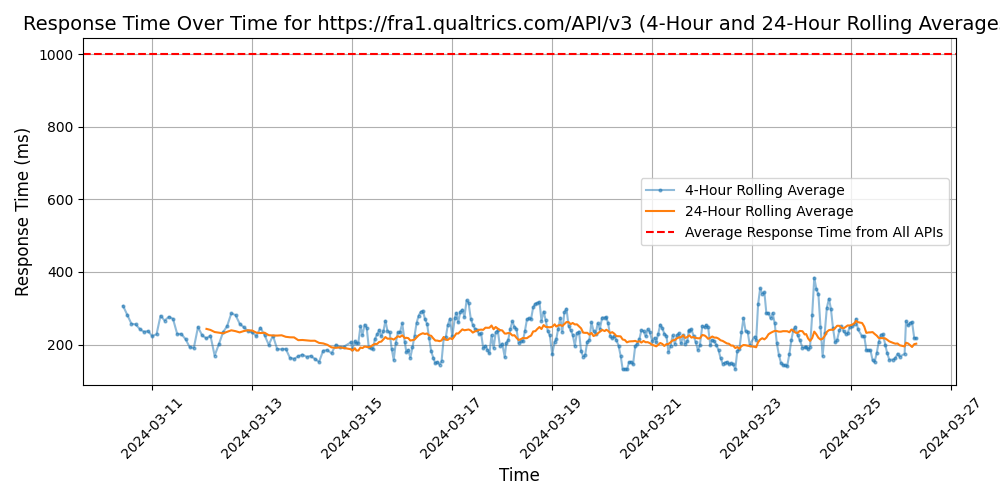 Response Time Over Time for https://fra1.qualtrics.com/API/v3 (4-Hour and 24-Hour Rolling Average
Response Time (ms)
1000
800
600
400
200
4-Hour Rolling Average
24-Hour Rolling Average
Average Response Time from All APIs
2024-03-11
2024-03-13
2024-03-15
2024-03-17
2024-03-19
2024-03-21
2024-03-23
2024-03-25
2024-03-27
Time